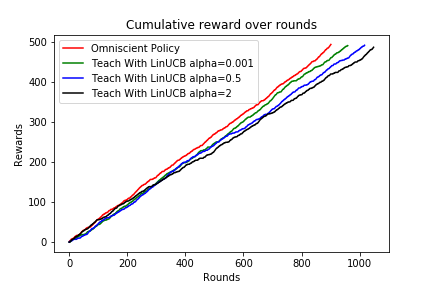 Cumulative reward over rounds
Omniscient Policy
Teach With LinUCB alpha=0.001
Teach With LinUCB alpha=0.5
Teach With LinUCB alpha=2
500
400
300
200
100
0
Rewards
0 200 400 600 800 1000
Rounds